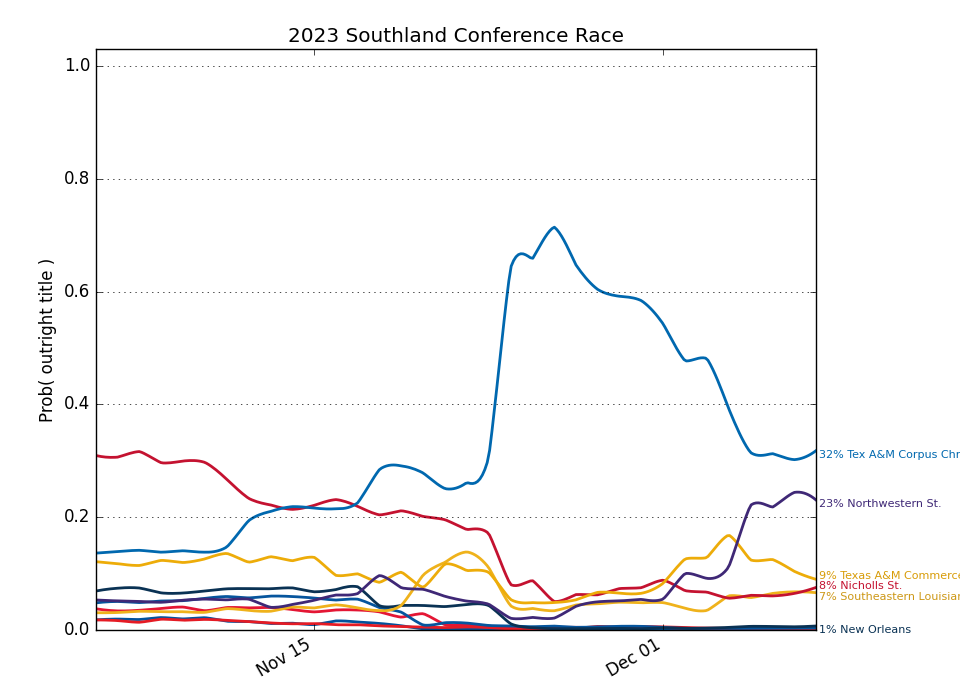 2023 Southland Conference Race
1.0
0.8
0.6
0.4
0.2
0.0
Prob( outright title )
Nov 15
Dec 01
32% Tex A&M Corpus Chr
23% Northwestern St.
9% Texas A&M Commerce
8% Nicholls St.
7% Southeastern Louisian
1% New Orleans